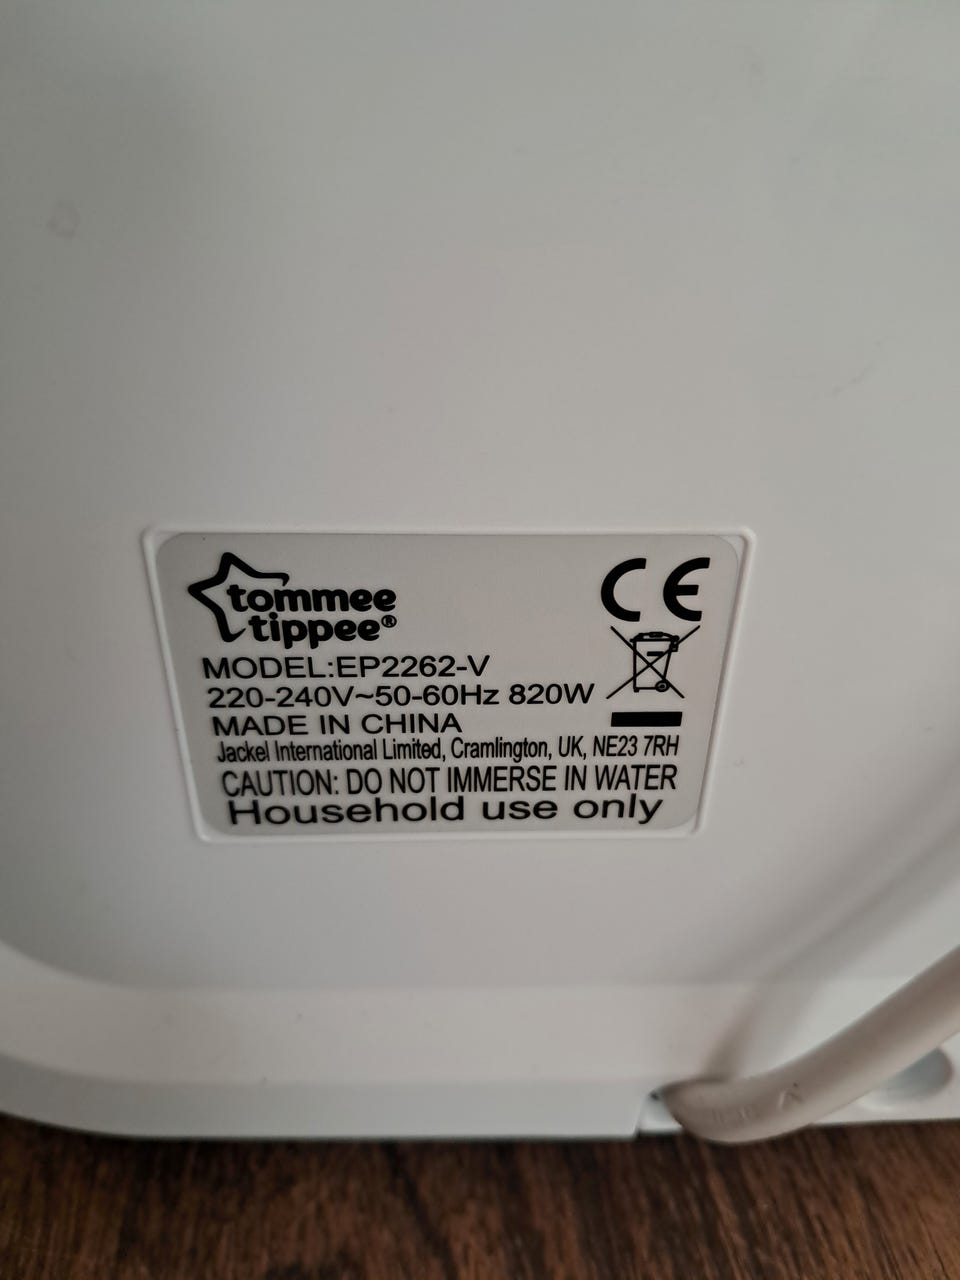 tommee
tippee®
CE
MODEL:EP2262-V
220-240V~50-60Hz 820W
MADE IN CHINA
Jackel International Limited, Cramlington, UK, NE23 7RH
CAUTION: DO NOT IMMERSE IN WATER
Household use only